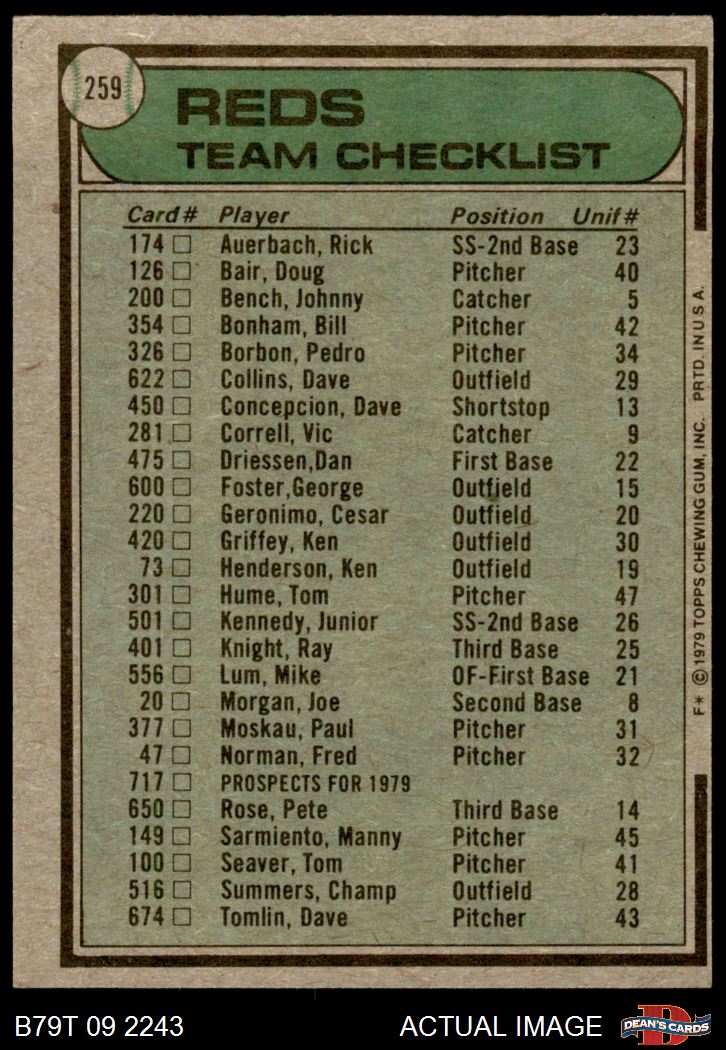 259
REDS
TEAM CHECKLIST
Card # Player Position Unif #
174 Auerbach, Rick SS-2nd Base 23
126 Bair, Doug Pitcher 40
200 Bench, Johnny Catcher 5
354 Bonham, Bill Pitcher 42
326 Borbon, Pedro Pitcher 34
622 Collins, Dave Outfield 29
450 Concepcion, Dave Shortstop 13
281 Correll, Vic Catcher 9
475 Driessen,Dan First Base 22
600 Foster,George Outfield 15
220 Geronimo, Cesar Outfield 20
420 Griffey, Ken Outfield 30
73 Henderson, Ken Outfield 19
301 Hume, Tom Pitcher 47
501 Kennedy, Junior SS-2nd Base 26
401 Knight, Ray Third Base 25
556 Lum, Mike OF-First Base 21
20 Morgan, Joe Second Base 8
377 Moskau, Paul Pitcher 31
47 Norman, Fred Pitcher 32
717 PROSPECTS FOR 1979
650 Rose, Pete Third Base 14
149 Sarmiento, Manny Pitcher 45
100 Seaver, Tom Pitcher 41
516 Summers, Champ Outfield 28
674 Tomlin, Dave Pitcher 43
F* © 1979 TOPPS CHEWING GUM, INC. PRTD. IN U S A.
B79T 09 2243 ACTUAL IMAGE
D
DEAN'S CARDS